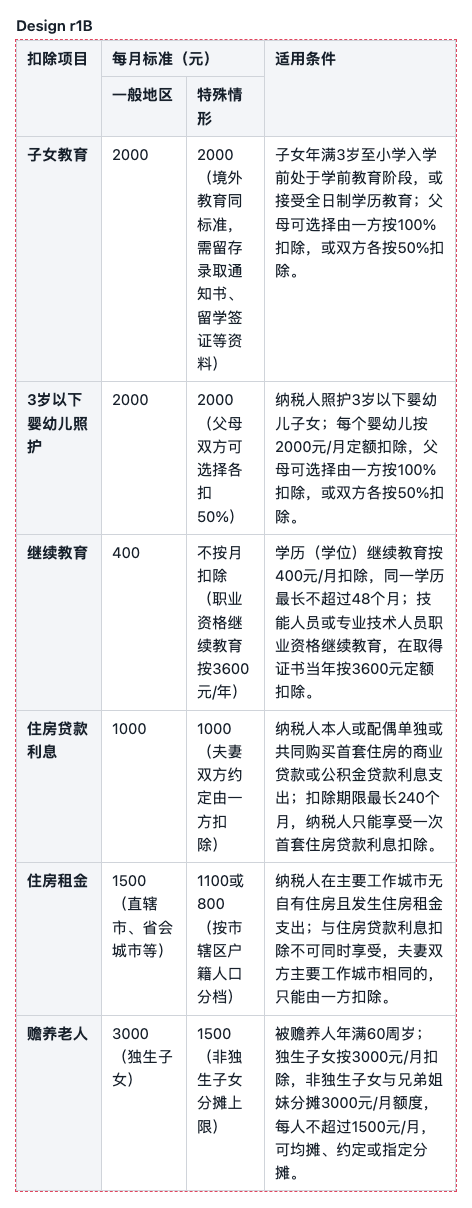 Design r1B
扣除项目
每月标准（元）
适用条件
一般地区
特殊情
形
子女教育
2000
2000
（境外
教育同
标准，
需留存
录取通
知书、
留学签
证等资
料）
子女年满3岁至小学入学
前处于学前教育阶段，或
接受全日制学历教育；父
母可选择由一方按100%
扣除，或双方各按50%扣
除。
3岁以下
婴幼儿照
护
2000
2000
（父母
双方可
选择各
扣
50%）
纳税人照护3岁以下婴幼
儿子女；每个婴幼儿按
2000元/月定额扣除，父
母可选择由一方按100%
扣除，或双方各按50%扣
除。
继续教育
400
不按月
扣除
（职业
资格继
续教育
按3600
元/年）
学历（学位）继续教育按
400元/月扣除，同一学历
最长不超过48个月；技
能人员或专业技术人员职
业资格继续教育，在取得
证书当年按3600元定额
扣除。
住房贷款
利息
1000
1000
（夫妻
双方约
定由一
方扣
除）
纳税人本人或配偶单独或
共同购买首套住房的商业
贷款或公积金贷款利息支
出；扣除期限最长240个
月，纳税人只能享受一次
首套住房贷款利息扣除。
住房租金
1500
（直辖
市、省会
城市等）
1100或
800
（按市
辖区户
籍人口
分档）
纳税人在主要工作城市无
自有住房且发生住房租金
支出；与住房贷款利息扣
除不可同时享受，夫妻双
方主要工作城市相同的，
只能由一方扣除。
赡养老人
3000
（独生子
女）
1500
（非独
生子女
分摊上
限）
被赡养人年满60周岁；
独生子女按3000元/月扣
除，非独生子女与兄弟姐
妹分摊3000元/月额度，
每人不超过1500元/月，
可均摊、约定或指定分
摊。